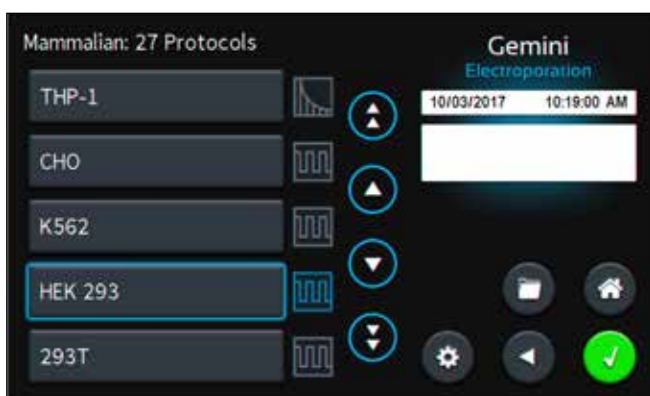 Mammalian: 27 Protocols
THP-1
CHO
K562
HEK 293
293T
Gemini
Electroporation
10/03/2017 10:19:00 AM